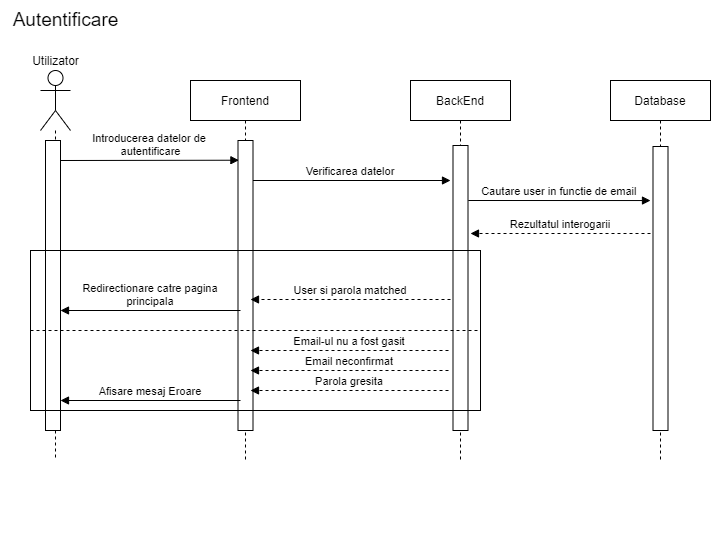 Autentificare
Utilizator
Frontend
BackEnd
Database
Introducerea datelor de
autentificare
Verificarea datelor
Cautare user in functie de email
Rezultatul interogarii
Redirectionare catre pagina
principala
User si parola matched
Email-ul nu a fost gasit
Email neconfirmat
Parola gresita
Afisare mesaj Eroare